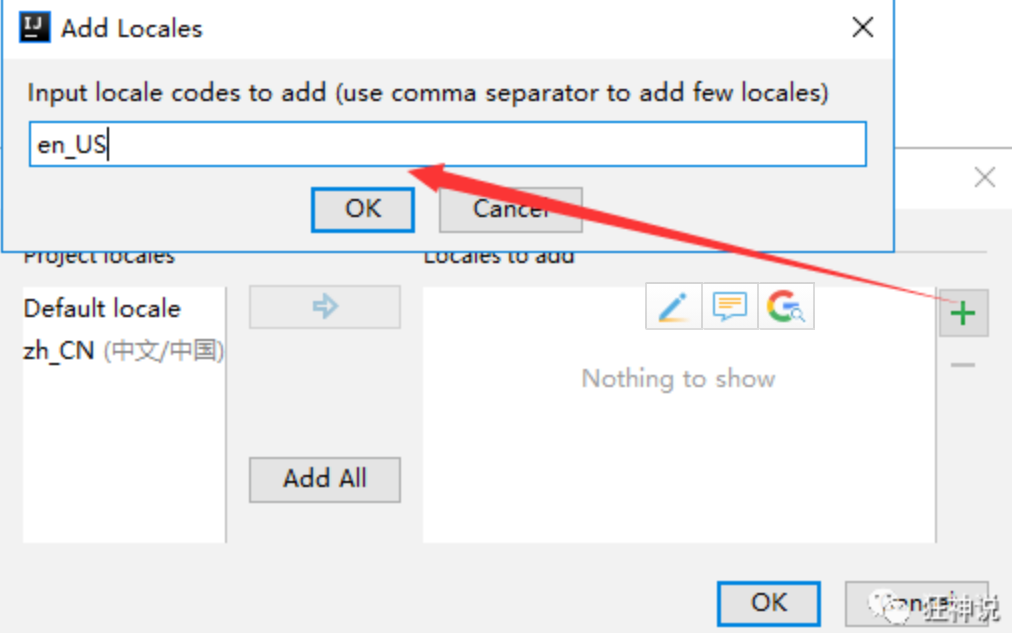 Add Locales
Input locale codes to add (use comma separator to add few locales)
en_US
OK
Cancel
Project locales
Locales to add
Default locale
zh_CN (中文/中国)
Nothing to show
Add All
OK
狂神说